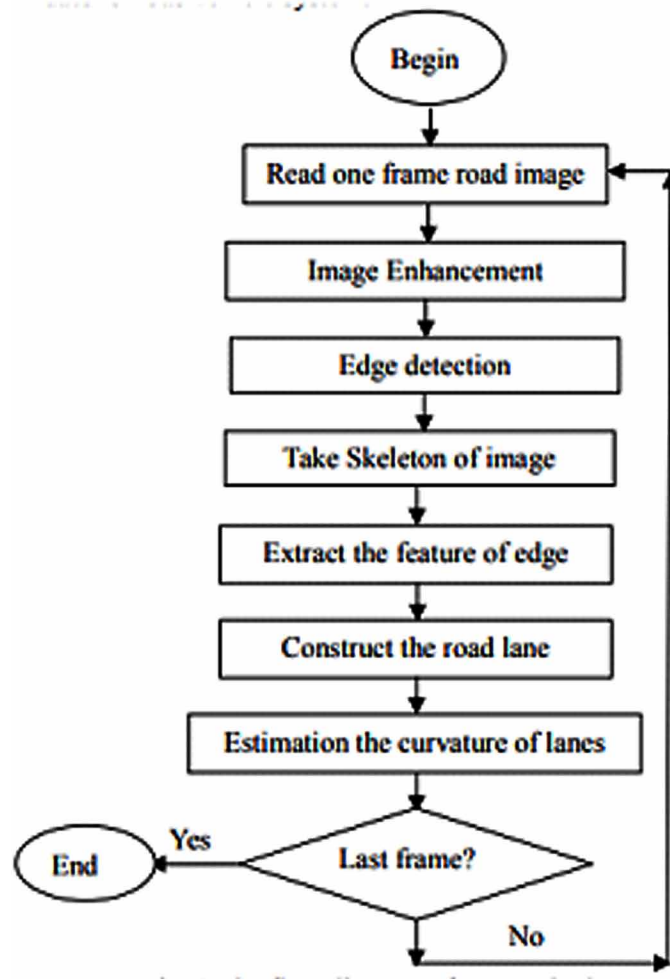 Begin
Read one frame road image
Image Enhancement
Edge detection
Take Skeleton of image
Extract the feature of edge
Construct the road lane
Estimation the curvature of lanes
Last frame?
Yes
End
No